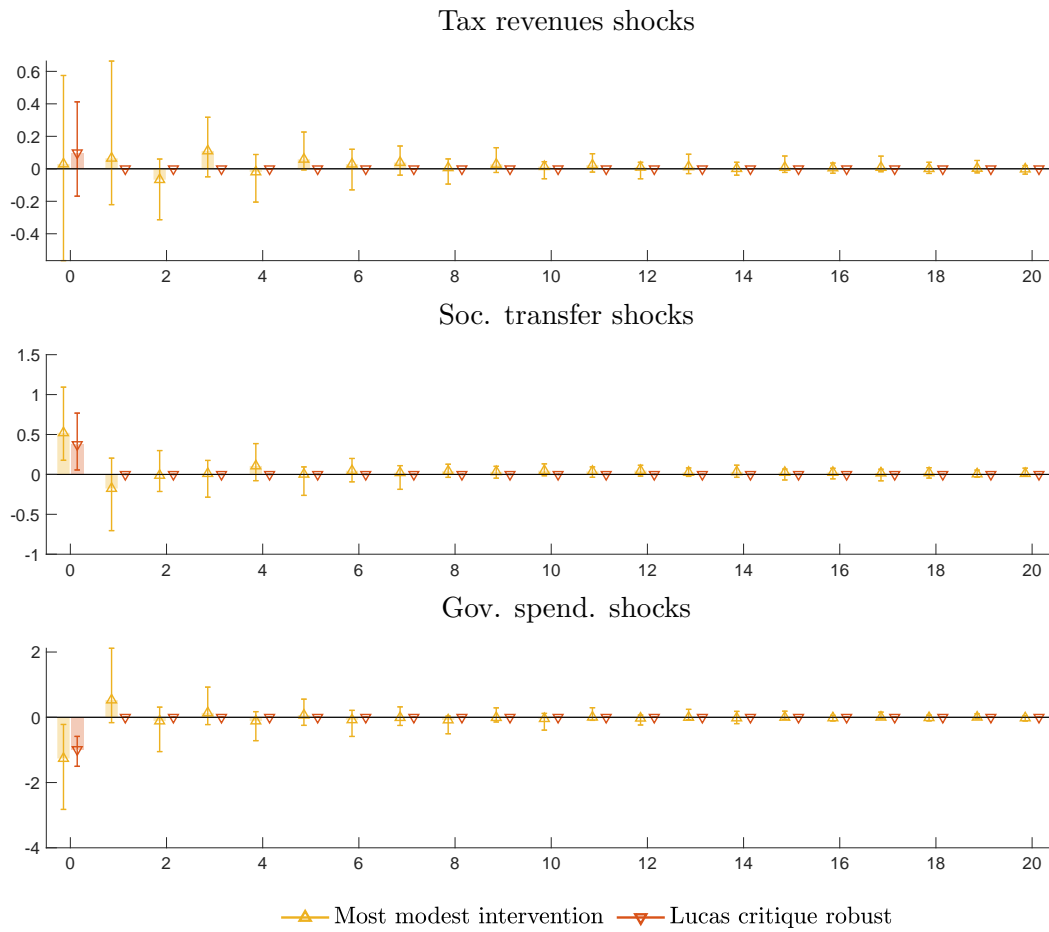 Tax revenues shocks
0.6
0.4
0.2
0
-0.2
-0.4
0 2 4 6 8 10 12 14 16 18 20
Soc. transfer shocks
1.5
1
0.5
0
-0.5
-1
0 2 4 6 8 10 12 14 16 18 20
Gov. spend. shocks
2
0
-2
-4
0 2 4 6 8 10 12 14 16 18 20
Most modest intervention Lucas critique robust